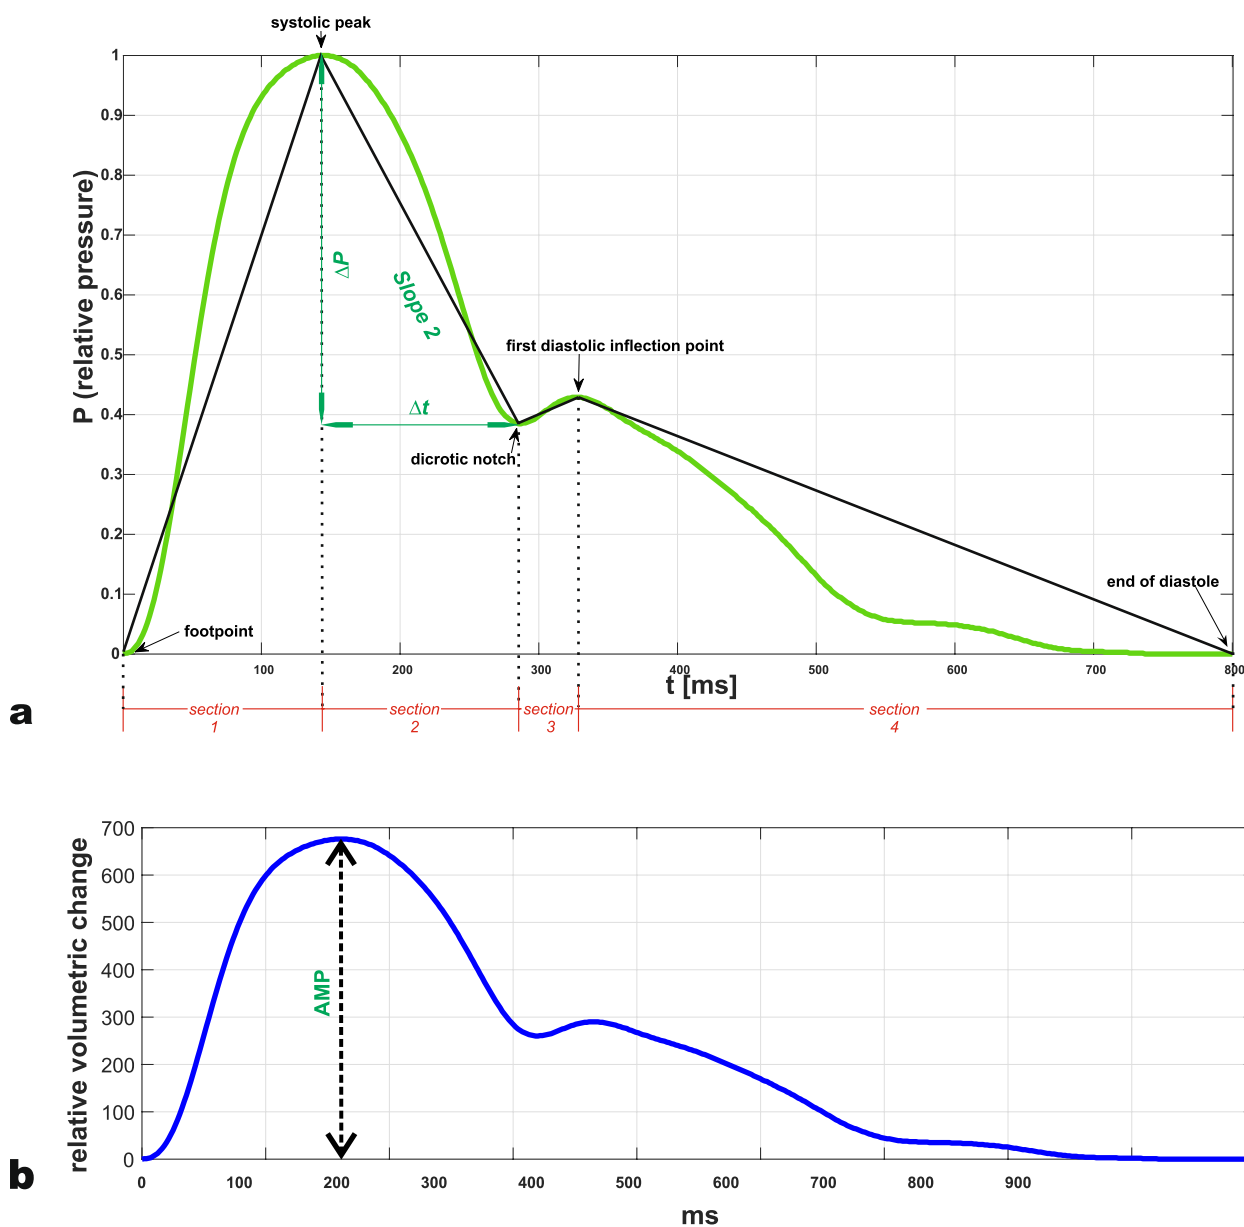 systolic peak
1
0.9
0.8
0.7
0.6
0.5
0.4
0.3
0.2
0.1
0
P (relative pressure)
ΔP
Slope 2
Δt
first diastolic inflection point
dicrotic notch
end of diastole
footpoint
100 200 300 400 500 600 700 800
t [ms]
section section section section
1 2 3 4
a
700
600
500
400
300
200
100
0
relative volumetric change
AMP
0 100 200 300 400 500 600 700 800 900
ms
b